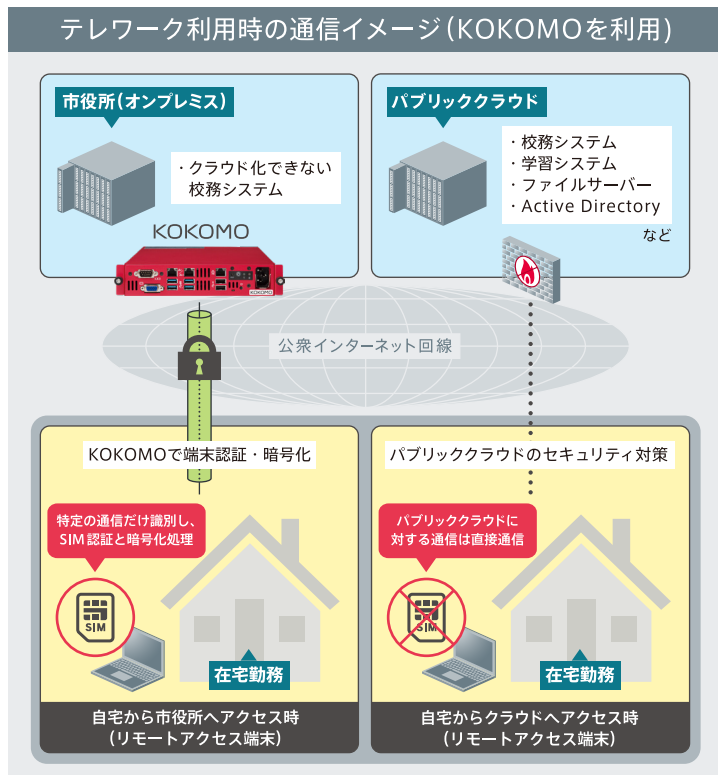 テレワーク利用時の通信イメージ(KOKOMOを利用)
市役所(オンプレミス)
・クラウド化できない
校務システム
KOKOMO
KOKOMO
パブリッククラウド
・校務システム
・学習システム
・ファイルサーバー
・Active Directory
など
公衆インターネット回線
KOKOMOで端末認証・暗号化
特定の通信だけ識別し、
SIM認証と暗号化処理
SIM
在宅勤務
自宅から市役所へアクセス時
(リモートアクセス端末)
パブリッククラウドのセキュリティ対策
パブリッククラウドに
対する通信は直接通信
SIM
在宅勤務
自宅からクラウドへアクセス時
(リモートアクセス端末)